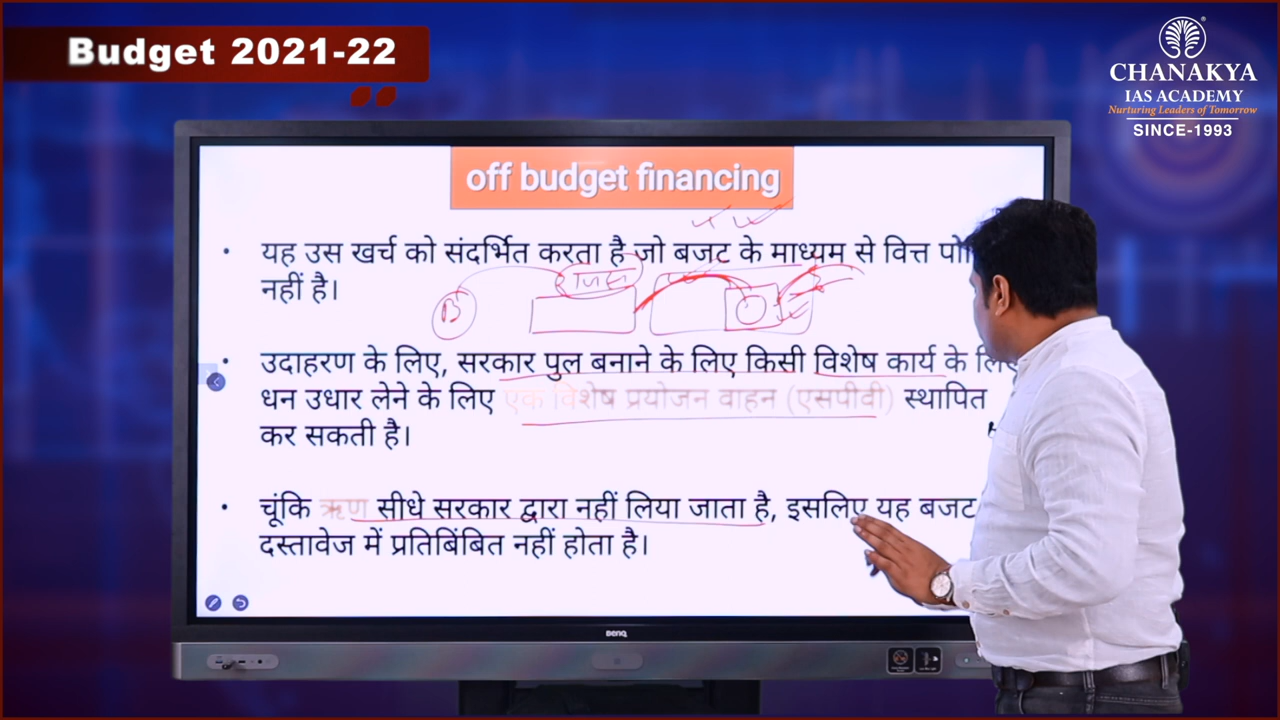 Budget 2021-22
CHANAKYA
IAS ACADEMY
Nurturing Leaders of Tomorrow
SINCE-1993
off budget financing
• यह उस खर्च को संदर्भित करता है जो बजट के माध्यम से वित्त
नहीं है।
• उदाहरण के लिए, सरकार पुल बनाने के लिए किसी विशेष कार्य के लिए
धन उधार लेने के लिए एक विशेष प्रयोजन वाहन (एसपीवी) स्थापित
कर सकती है।
• चूंकि ऋण सीधे सरकार द्वारा नहीं लिया जाता है, इसलिए यह बजट
दस्तावेज में प्रतिबिंबित नहीं होता है।
B
BenQ